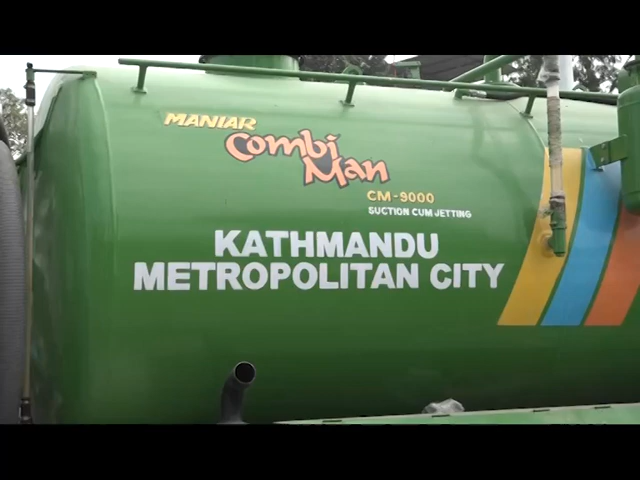 MANIAR
Combi
Man
CM-9000
SUCTION CUM JETTING
KATHMANDU
METROPOLITAN CITY